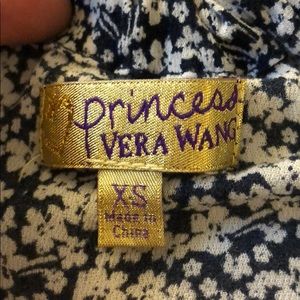 princess
VERA WANG
XS
Made in
China